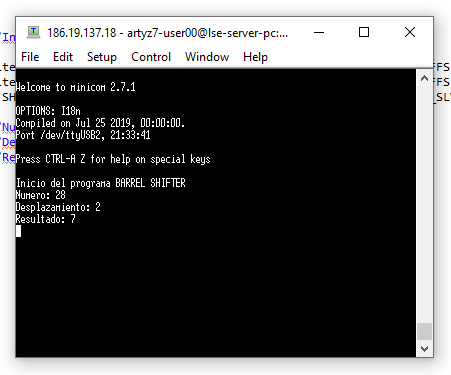 186.19.137.18 - artyz7-user00@lse-server-pc:...
File Edit Setup Control Window Help
Welcome to minicom 2.7.1
OPTIONS: I18n
Compiled on Jul 25 2019, 00:00:00.
Port /dev/ttyUSB2, 21:33:41
Press CTRL-A Z for help on special keys
Inicio del programa BARREL SHIFTER
Numero: 28
Desplazamiento: 2
Resultado: 7